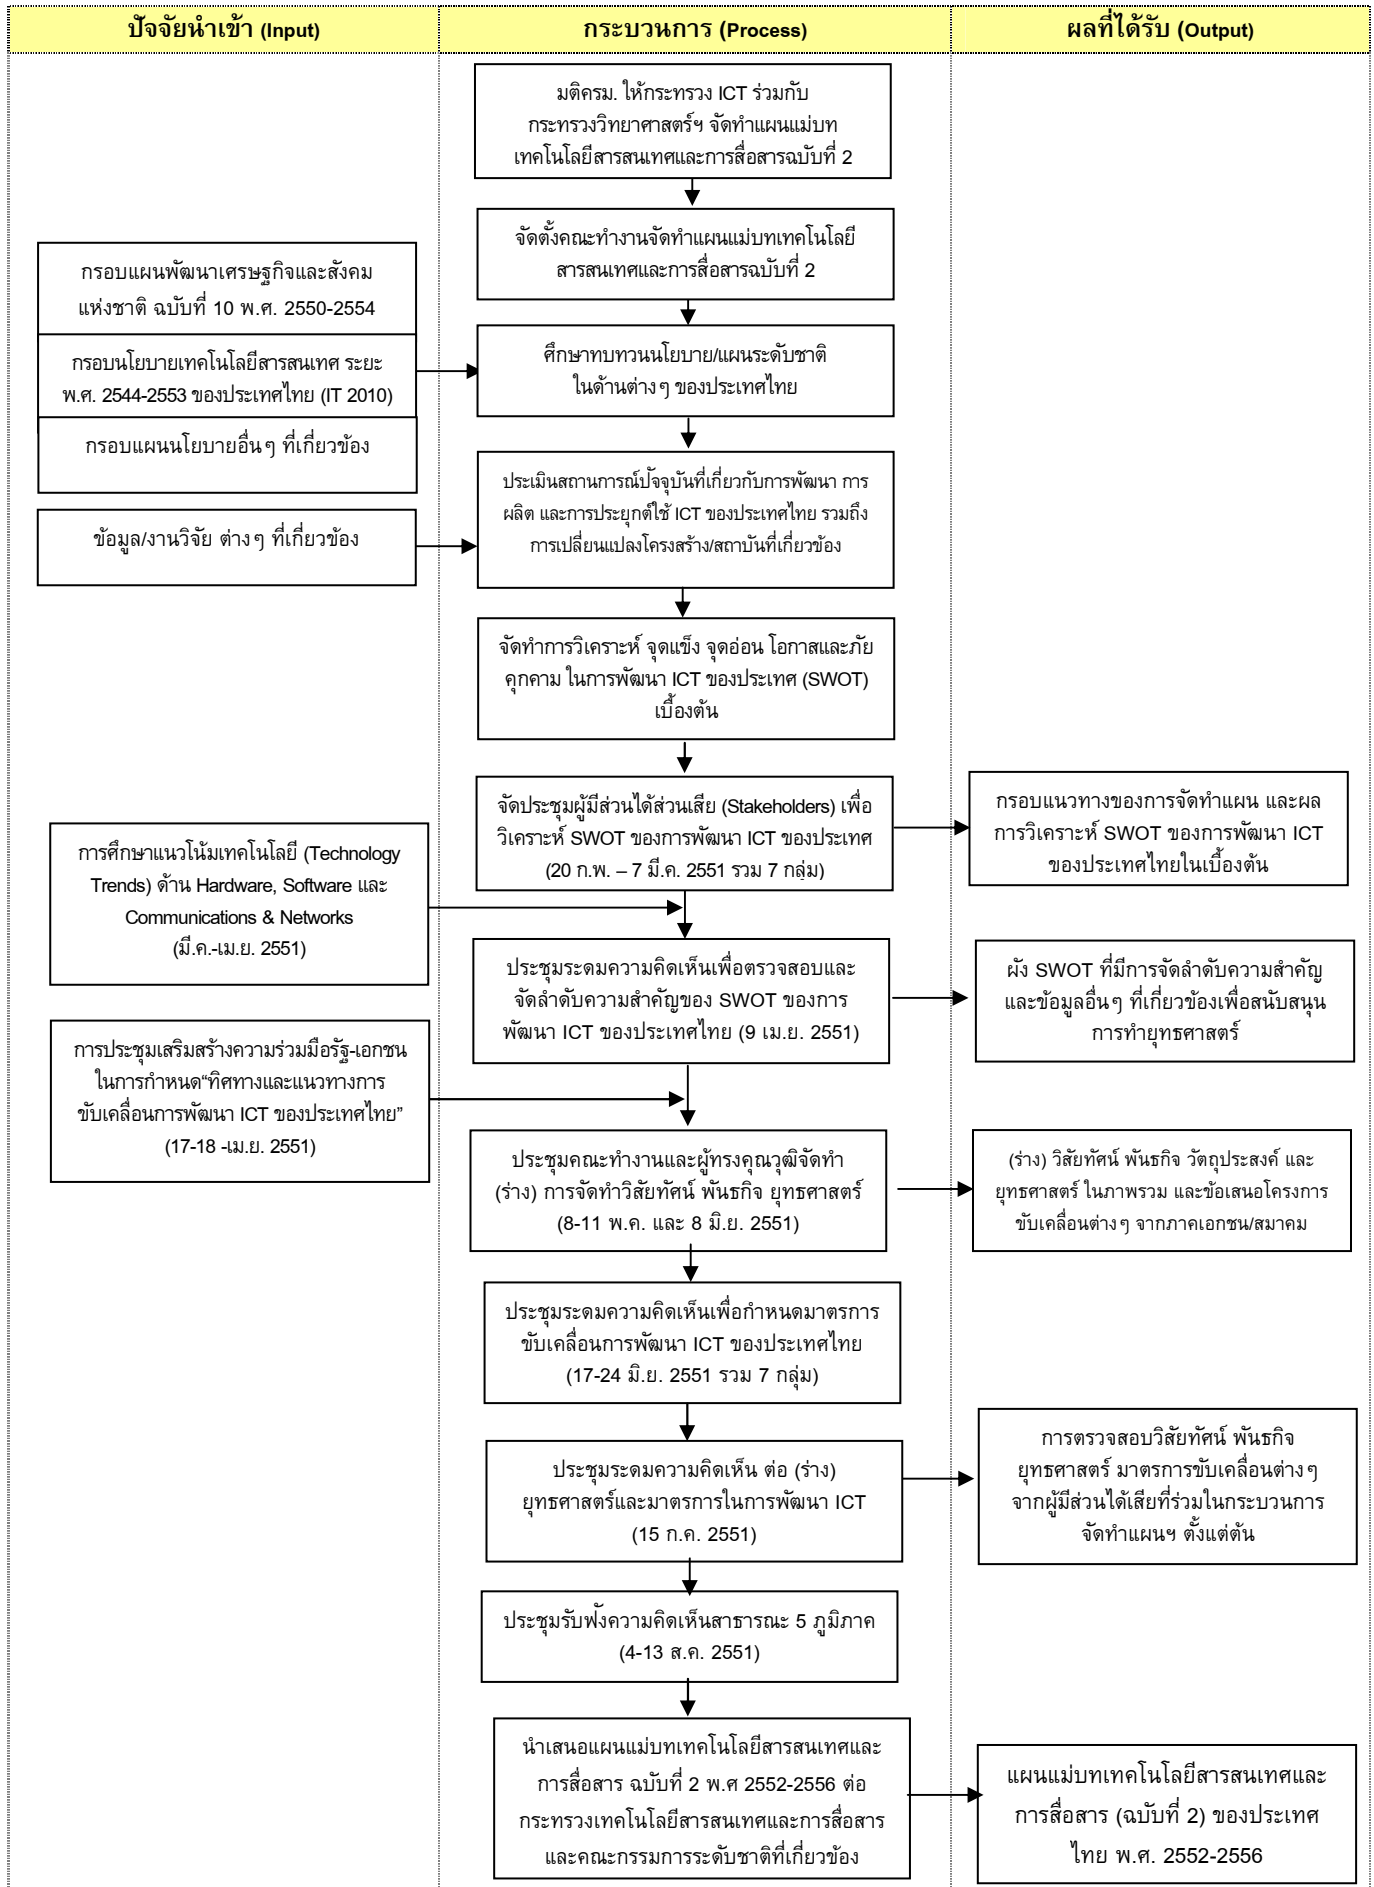 ปัจจัยนำเข้า (Input)
กระบวนการ (Process)
ผลที่ได้รับ (Output)
มติครม. ให้กระทรวง ICT ร่วมกับ
กระทรวงวิทยาศาสตร์ฯ จัดทำแผนแม่บท
เทคโนโลยีสารสนเทศและการสื่อสารฉบับที่ 2
จัดตั้งคณะทำงานจัดทำแผนแม่บทเทคโนโลยี
สารสนเทศและการสื่อสารฉบับที่ 2
กรอบแผนพัฒนาเศรษฐกิจและสังคม
แห่งชาติ ฉบับที่ 10 พ.ศ. 2550-2554
กรอบนโยบายเทคโนโลยีสารสนเทศ ระยะ
พ.ศ. 2544-2553 ของประเทศไทย (IT 2010)
กรอบแผนนโยบายอื่นๆ ที่เกี่ยวข้อง
ศึกษาทบทวนนโยบาย/แผนระดับชาติ
ในด้านต่างๆ ของประเทศไทย
ข้อมูล/งานวิจัย ต่างๆ ที่เกี่ยวข้อง
ประเมินสถานการณ์ปัจจุบันที่เกี่ยวกับการพัฒนา การ
ผลิต และการประยุกต์ใช้ ICT ของประเทศไทย รวมถึง
การเปลี่ยนแปลงโครงสร้าง/สถาบันที่เกี่ยวข้อง
จัดทำการวิเคราะห์ จุดแข็ง จุดอ่อน โอกาสและภัย
คุกคาม ในการพัฒนา ICT ของประเทศ (SWOT)
เบื้องต้น
จัดประชุมผู้มีส่วนได้ส่วนเสีย (Stakeholders) เพื่อ
วิเคราะห์ SWOT ของการพัฒนา ICT ของประเทศ
(20 ก.พ. – 7 มี.ค. 2551 รวม 7 กลุ่ม)
กรอบแนวทางของการจัดทำแผน และผล
การวิเคราะห์ SWOT ของการพัฒนา ICT
ของประเทศไทยในเบื้องต้น
การศึกษาแนวโน้มเทคโนโลยี (Technology
Trends) ด้าน Hardware, Software และ
Communications & Networks
(มี.ค.-เม.ย. 2551)
ประชุมระดมความคิดเห็นเพื่อตรวจสอบและ
จัดลำดับความสำคัญของ SWOT ของการ
พัฒนา ICT ของประเทศไทย (9 เม.ย. 2551)
ผัง SWOT ที่มีการจัดลำดับความสำคัญ
และข้อมูลอื่นๆ ที่เกี่ยวข้องเพื่อสนับสนุน
การทำยุทธศาสตร์
การประชุมเสริมสร้างความร่วมมือรัฐ-เอกชน
ในการกำหนด“ทิศทางและแนวทางการ
ขับเคลื่อนการพัฒนา ICT ของประเทศไทย”
(17-18 -เม.ย. 2551)
ประชุมคณะทำงานและผู้ทรงคุณวุฒิจัดทำ
(ร่าง) การจัดทำวิสัยทัศน์ พันธกิจ ยุทธศาสตร์
(8-11 พ.ค. และ 8 มิ.ย. 2551)
(ร่าง) วิสัยทัศน์ พันธกิจ วัตถุประสงค์ และ
ยุทธศาสตร์ ในภาพรวม และข้อเสนอโครงการ
ขับเคลื่อนต่างๆ จากภาคเอกชน/สมาคม
ประชุมระดมความคิดเห็นเพื่อกำหนดมาตรการ
ขับเคลื่อนการพัฒนา ICT ของประเทศไทย
(17-24 มิ.ย. 2551 รวม 7 กลุ่ม)
ประชุมระดมความคิดเห็น ต่อ (ร่าง)
ยุทธศาสตร์และมาตรการในการพัฒนา ICT
(15 ก.ค. 2551)
การตรวจสอบวิสัยทัศน์ พันธกิจ
ยุทธศาสตร์ มาตรการขับเคลื่อนต่างๆ
จากผู้มีส่วนได้เสียที่ร่วมในกระบวนการ
จัดทำแผนฯ ตั้งแต่ต้น
ประชุมรับฟังความคิดเห็นสาธารณะ 5 ภูมิภาค
(4-13 ส.ค. 2551)
นำเสนอแผนแม่บทเทคโนโลยีสารสนเทศและ
การสื่อสาร ฉบับที่ 2 พ.ศ 2552-2556 ต่อ
กระทรวงเทคโนโลยีสารสนเทศและการสื่อสาร
และคณะกรรมการระดับชาติที่เกี่ยวข้อง
แผนแม่บทเทคโนโลยีสารสนเทศและ
การสื่อสาร (ฉบับที่ 2) ของประเทศ
ไทย พ.ศ. 2552-2556